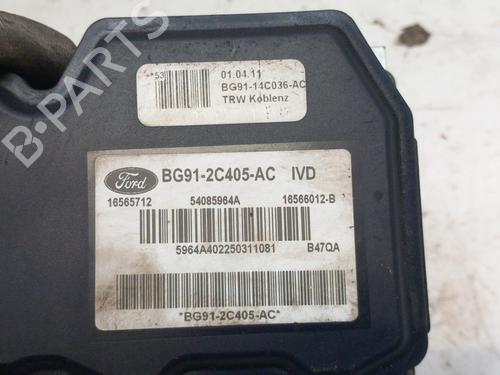 *53
01.04.11
BG91-14C036-AC
TRW Koblenz
Ford
BG91-2C405-AC IVD
16565712 54085964A 16566012-B
5964A402250311081 B47QA
*BG91-2C405-AC*